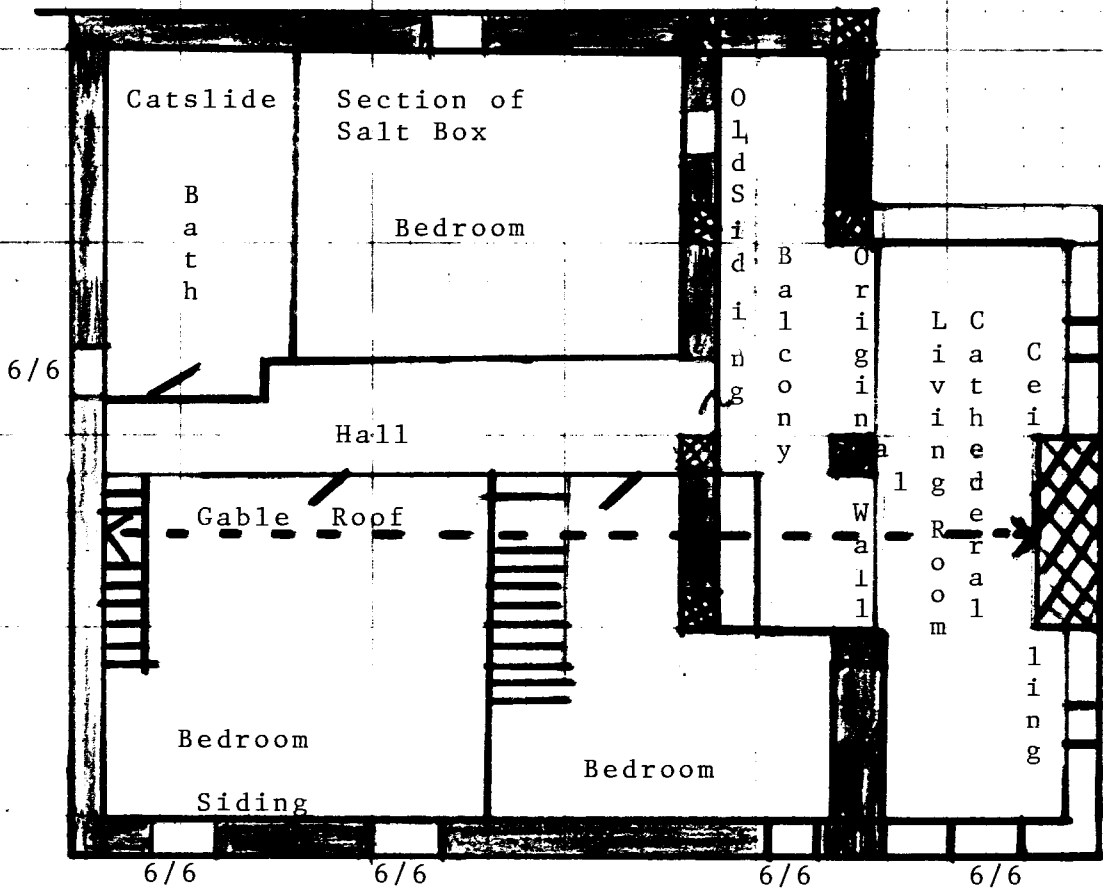 Catslide
Section of
Salt Box
Bath
Bedroom
Old Siding
Balcony
Original Wall
Living Room
Cathederal
Ceiling
6/6
Hall
Gable Roof
Bedroom
Bedroom
Siding
6/6
6/6
6/6
6/6